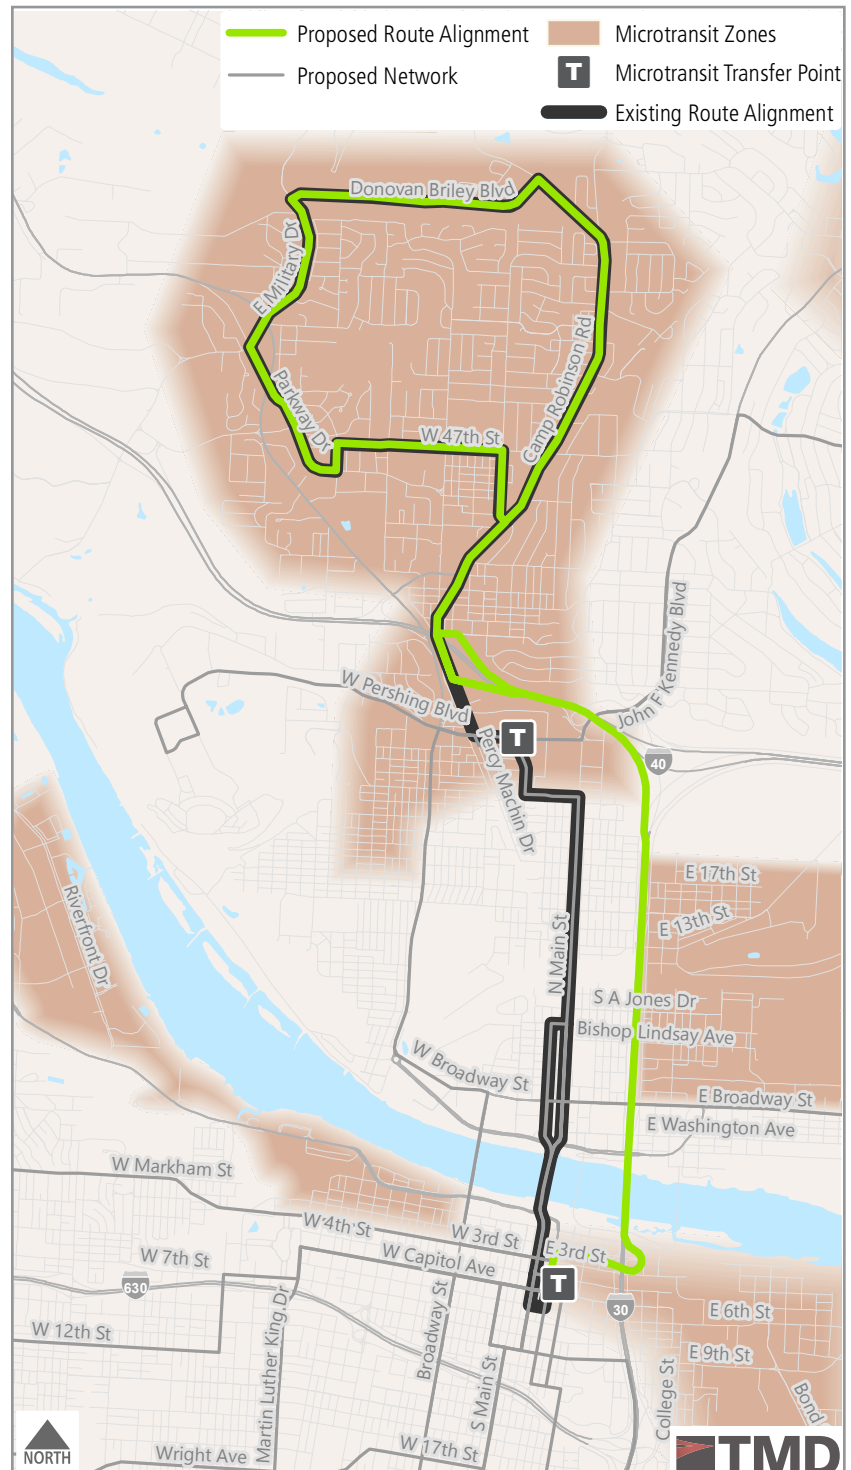 Proposed Route Alignment
Proposed Network
Microtransit Zones
T
Microtransit Transfer Point
Existing Route Alignment
Donovan Briley Blvd
E Military Dr
Camp Robinson Rd
Parkway Dr
W 47th St
John F Kennedy Blvd
W Pershing Blvd
T
Percy Machin Dr
40
E 17th St
Riverfront Dr
E 13th St
N Main St
S A Jones Dr
Bishop Lindsay Ave
W Broadway St
E Broadway St
E Washington Ave
W Markham St
W 4th St
W 3rd St
E 3rd St
W 7th St
W Capitol Ave
T
630
30
Broadway St
E 6th St
W 12th St
Martin Luther King Dr
S Main St
E 9th St
College St
Bond
W 17th St
Wright Ave
NORTH
TMD